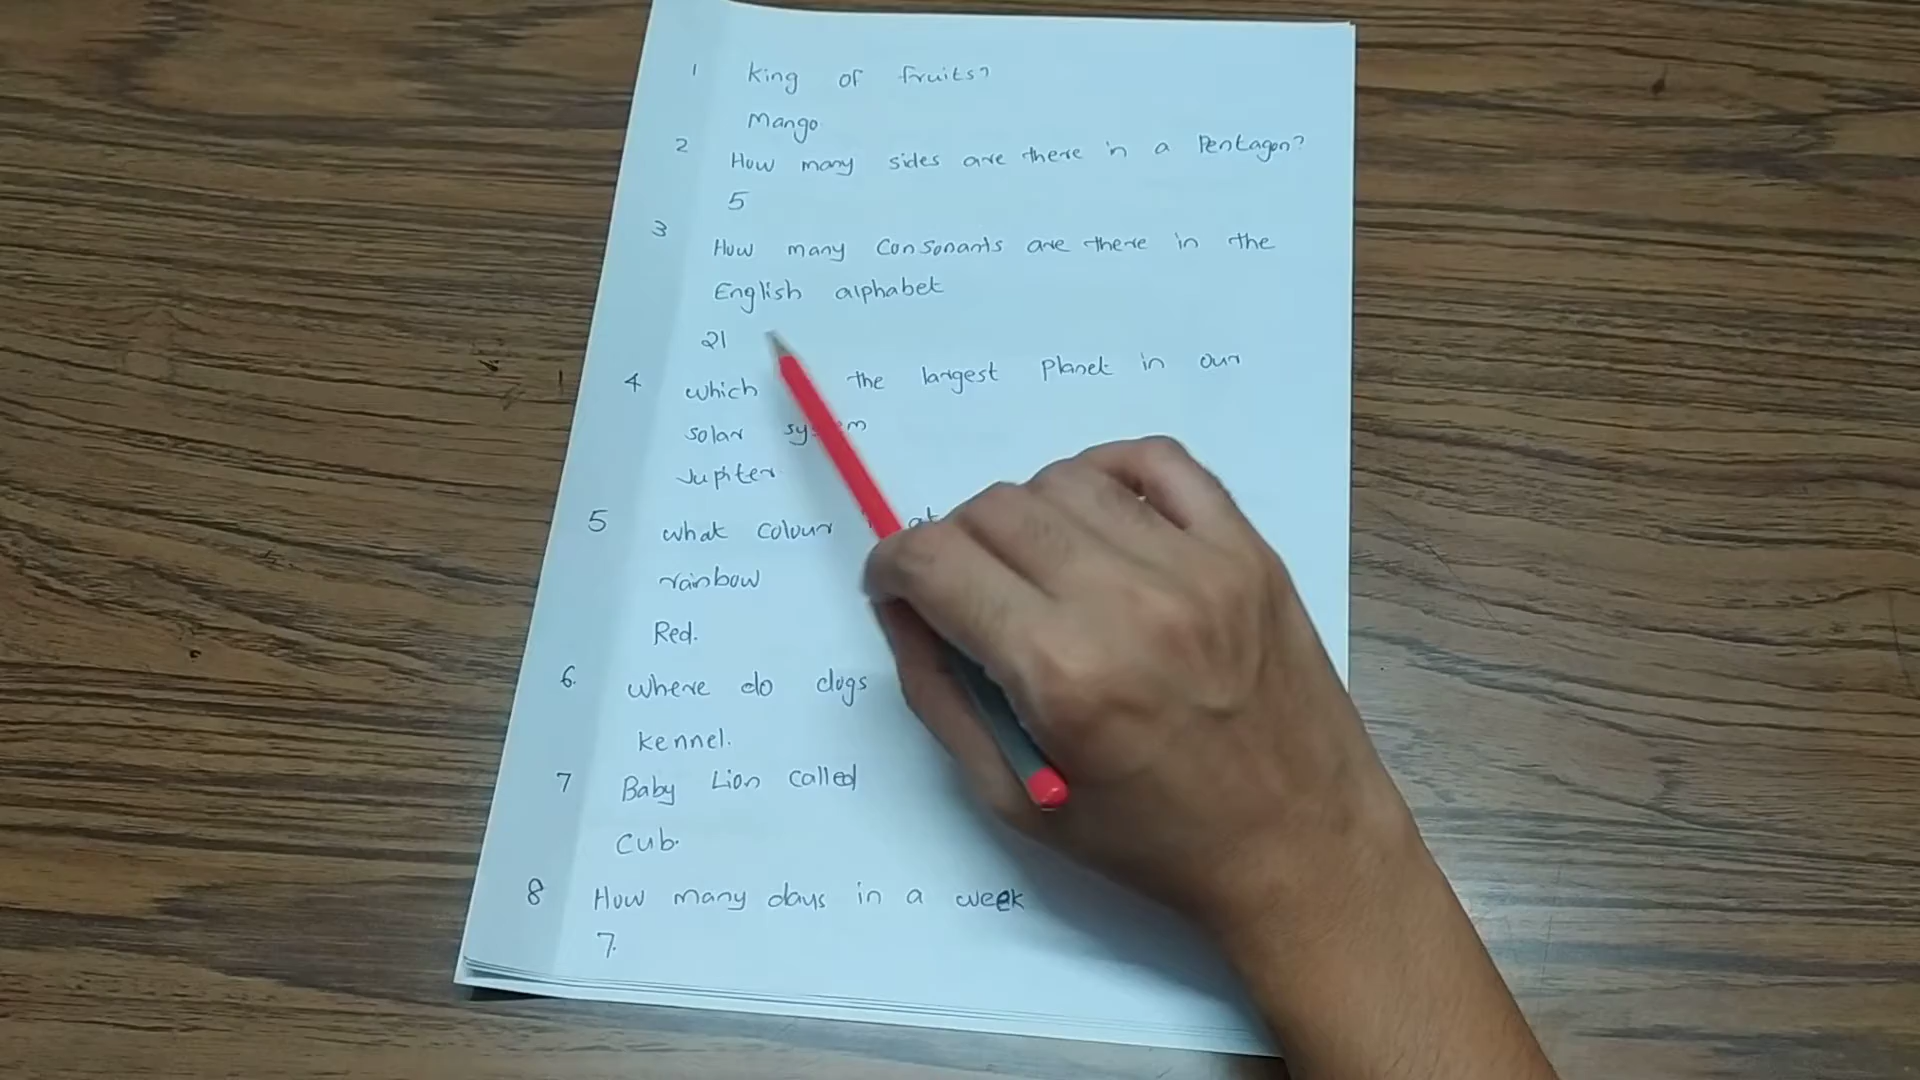 1 King of fruits?
Mango.
2 How many sides are there in a Pentagon?
5
3 How many Consonants are there in the
English alphabet
21
4 which the largest planet in our
solar
Jupiter.
5 what colour at
rainbow
Red.
6. where do dogs
kennel.
7 Baby Lion called
Cub.
8 How many days in a week
7.